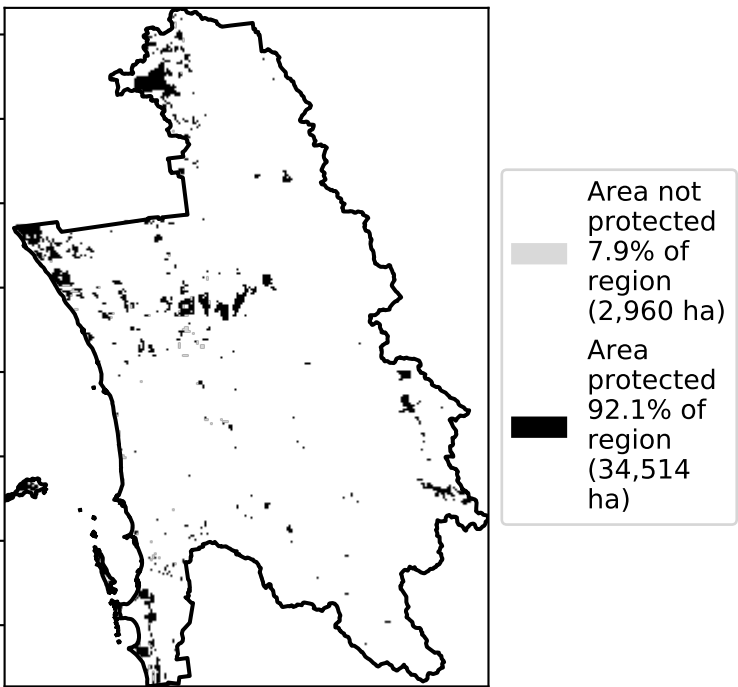 Area not
protected
7.9% of
region
(2,960 ha)
Area
protected
92.1% of
region
(34,514
ha)